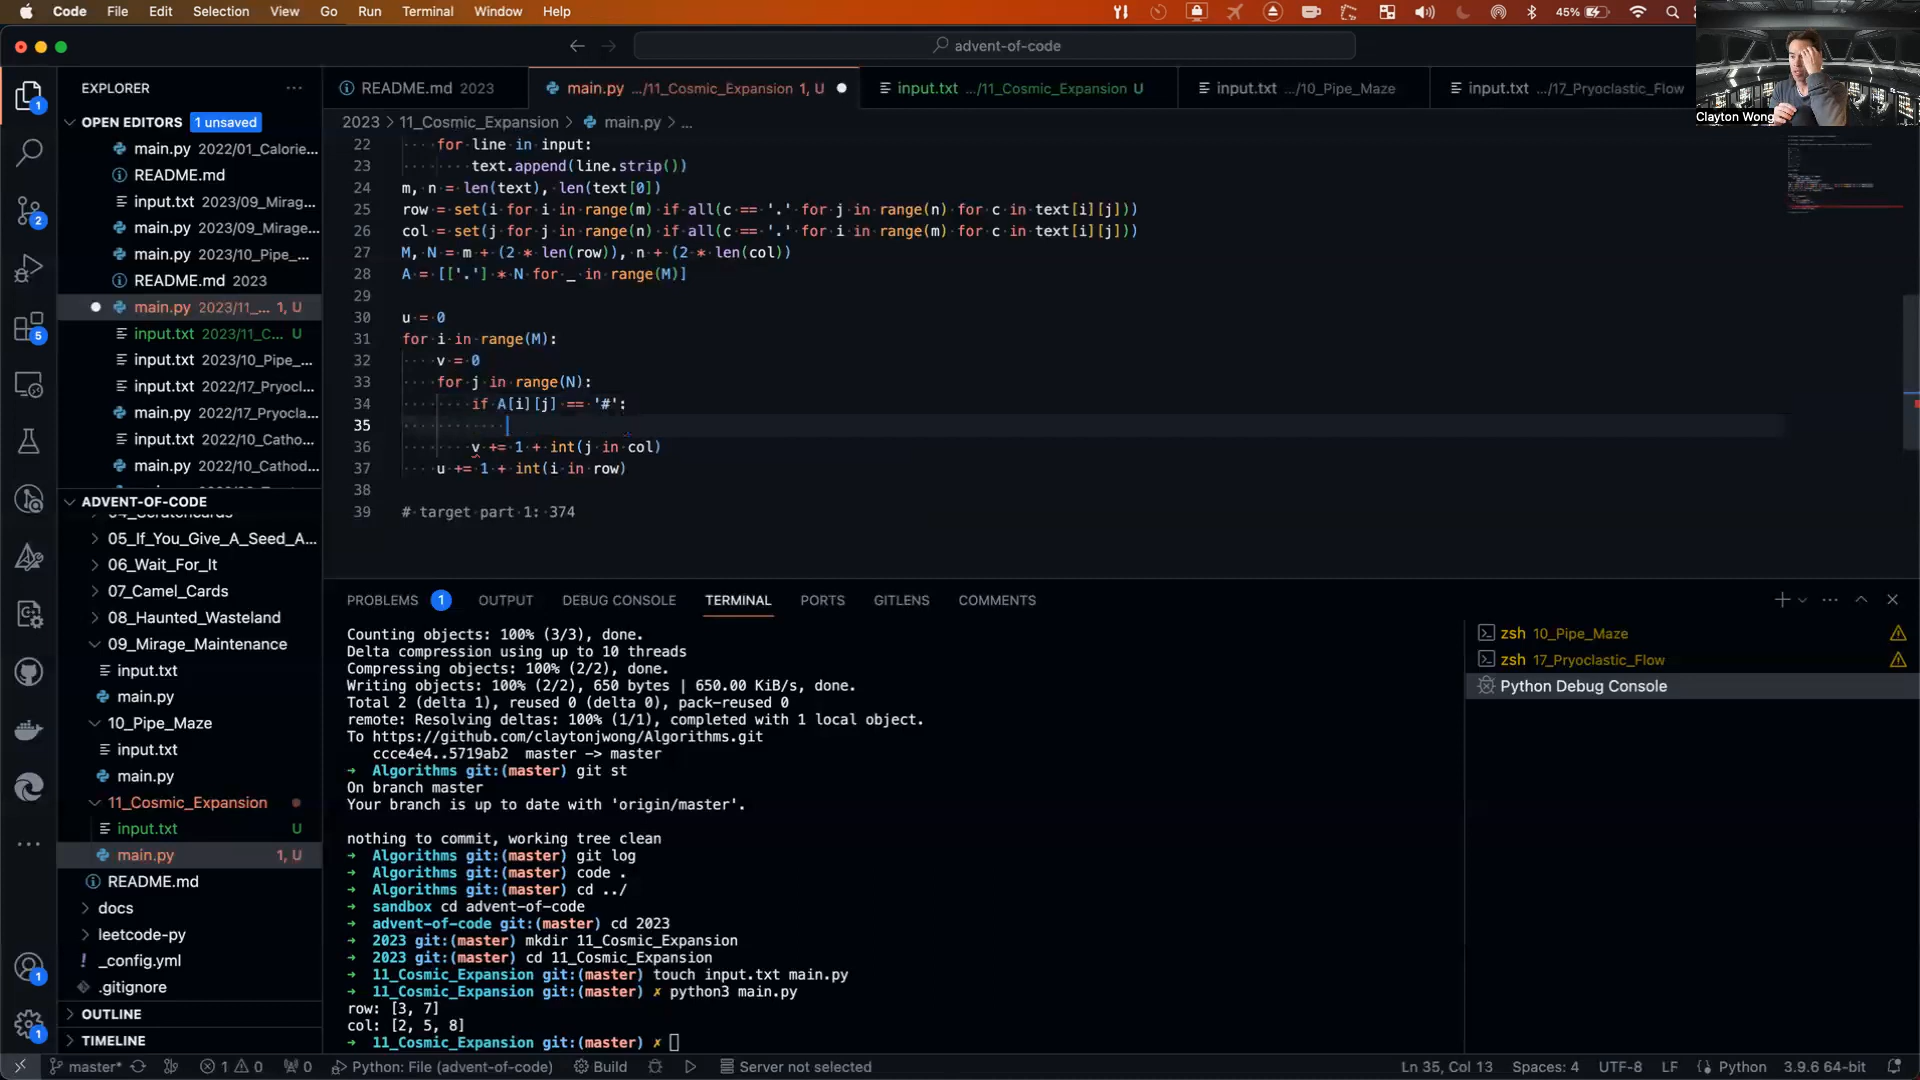 Code File Edit Selection View Go Run Terminal Window Help
45%
advent-of-code
Clayton Wong
EXPLORER
OPEN EDITORS 1 unsaved
main.py 2022/01_Calorie...
README.md
input.txt 2023/09_Mirag...
main.py 2023/09_Mirage...
main.py 2023/10_Pipe_...
README.md 2023
main.py 2023/11_... 1, U
input.txt 2023/11_C... U
input.txt 2023/10_Pipe_...
input.txt 2022/17_Pryocl...
main.py 2022/17_Pryocla...
input.txt 2022/10_Catho...
main.py 2022/10_Cathod...
ADVENT-OF-CODE
04_Scratchcards
05_If_You_Give_A_Seed_A...
06_Wait_For_It
07_Camel_Cards
08_Haunted_Wasteland
09_Mirage_Maintenance
input.txt
main.py
10_Pipe_Maze
input.txt
main.py
11_Cosmic_Expansion
input.txt U
main.py 1, U
README.md
docs
leetcode-py
_config.yml
.gitignore
OUTLINE
TIMELINE
README.md 2023
main.py .../11_Cosmic_Expansion 1, U
input.txt .../11_Cosmic_Expansion U
input.txt .../10_Pipe_Maze
input.txt .../17_Pryoclastic_Flow
2023 > 11_Cosmic_Expansion > main.py > ...
22 for line in input:
23 text.append(line.strip())
24 m, n = len(text), len(text[0])
25 row = set(i for i in range(m) if all(c == '.' for j in range(n) for c in text[i][j]))
26 col = set(j for j in range(n) if all(c == '.' for i in range(m) for c in text[i][j]))
27 M, N = m + (2 * len(row)), n + (2 * len(col))
28 A = [['.'] * N for _ in range(M)]
29
30 u = 0
31 for i in range(M):
32 v = 0
33 for j in range(N):
34 if A[i][j] == '#':
35
36 v += 1 + int(j in col)
37 u += 1 + int(i in row)
38
39 # target part 1: 374
PROBLEMS 1 OUTPUT DEBUG CONSOLE TERMINAL PORTS GITLENS COMMENTS
Counting objects: 100% (3/3), done.
Delta compression using up to 10 threads
Compressing objects: 100% (2/2), done.
Writing objects: 100% (2/2), 650 bytes | 650.00 KiB/s, done.
Total 2 (delta 1), reused 0 (delta 0), pack-reused 0
remote: Resolving deltas: 100% (1/1), completed with 1 local object.
To https://github.com/claytonjwong/Algorithms.git
ccce4e4..5719ab2 master -> master
→ Algorithms git:(master) git st
On branch master
Your branch is up to date with 'origin/master'.
nothing to commit, working tree clean
→ Algorithms git:(master) git log
→ Algorithms git:(master) code .
→ Algorithms git:(master) cd ../
→ sandbox cd advent-of-code
→ advent-of-code git:(master) cd 2023
→ 2023 git:(master) mkdir 11_Cosmic_Expansion
→ 2023 git:(master) cd 11_Cosmic_Expansion
→ 11_Cosmic_Expansion git:(master) touch input.txt main.py
→ 11_Cosmic_Expansion git:(master) ✗ python3 main.py
row: [3, 7]
col: [2, 5, 8]
→ 11_Cosmic_Expansion git:(master) ✗
zsh 10_Pipe_Maze
zsh 17_Pryoclastic_Flow
Python Debug Console
master* 1 0 0 Python: File (advent-of-code) Build Server not selected Ln 35, Col 13 Spaces: 4 UTF-8 LF Python 3.9.6 64-bit